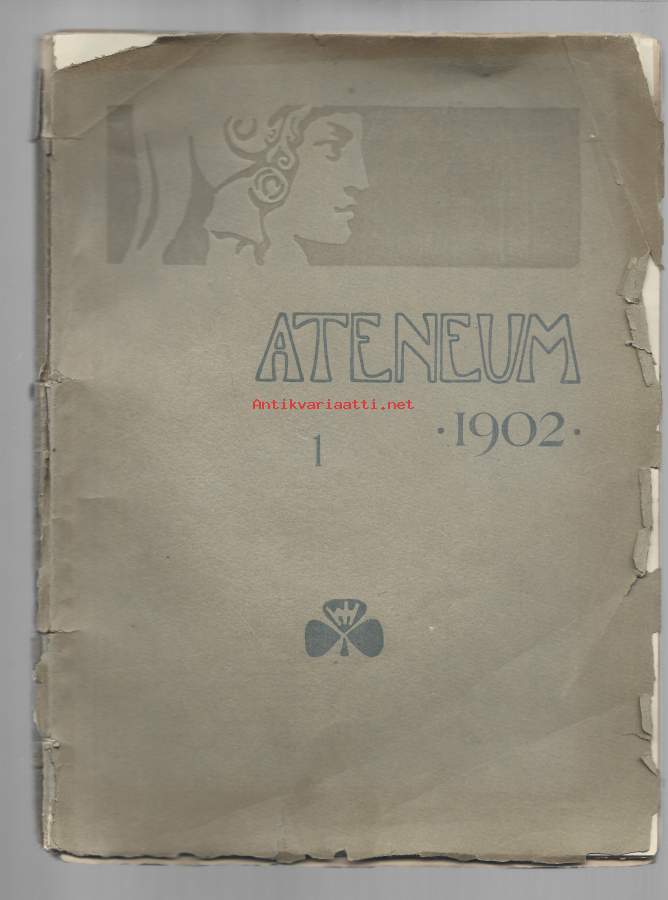 ATENEUM
Antikvariaatti.net
·1902·
1